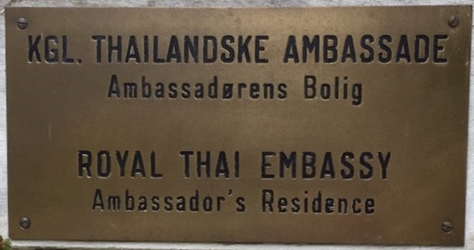 KGL. THAILANDSKE AMBASSADE
Ambassadørens Bolig
ROYAL THAI EMBASSY
Ambassador's Residence